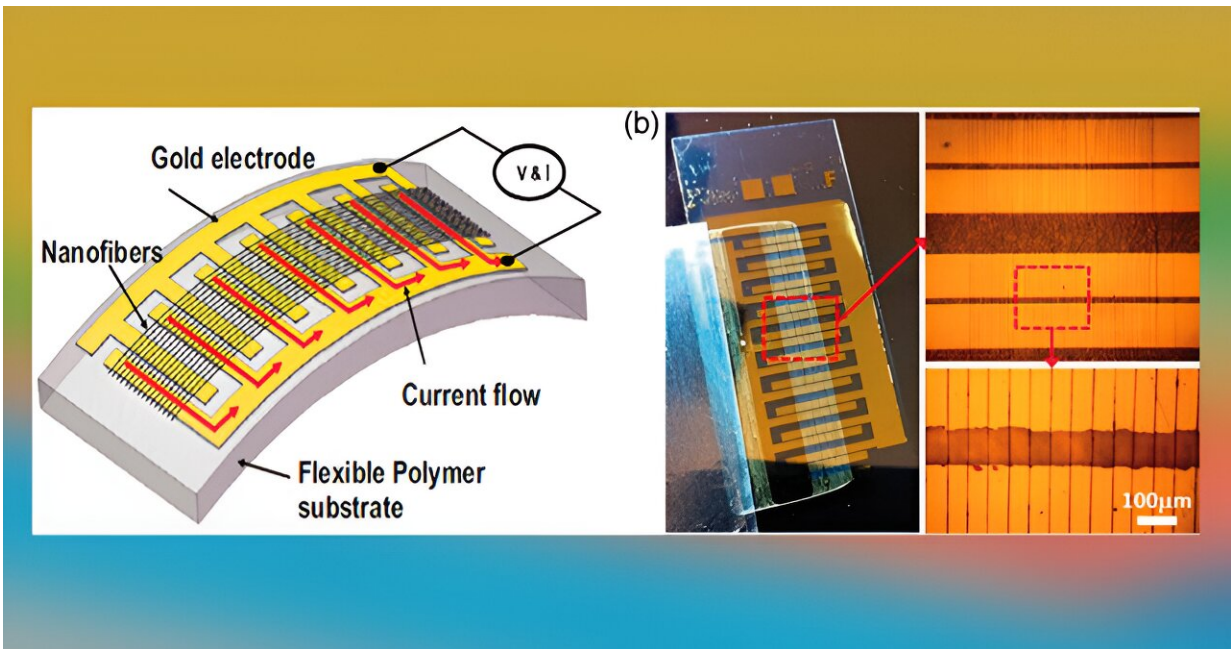 Gold electrode
V & I
Nanofibers
Current flow
Flexible Polymer
substrate
(b)
F
100μm